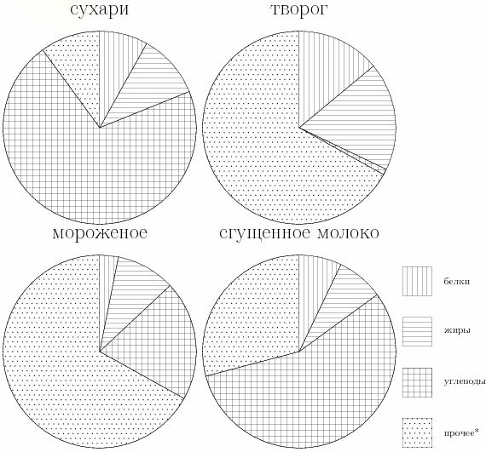 сухари
творог
мороженое
сгущенное молоко
белки
жиры
углеводы
прочее*